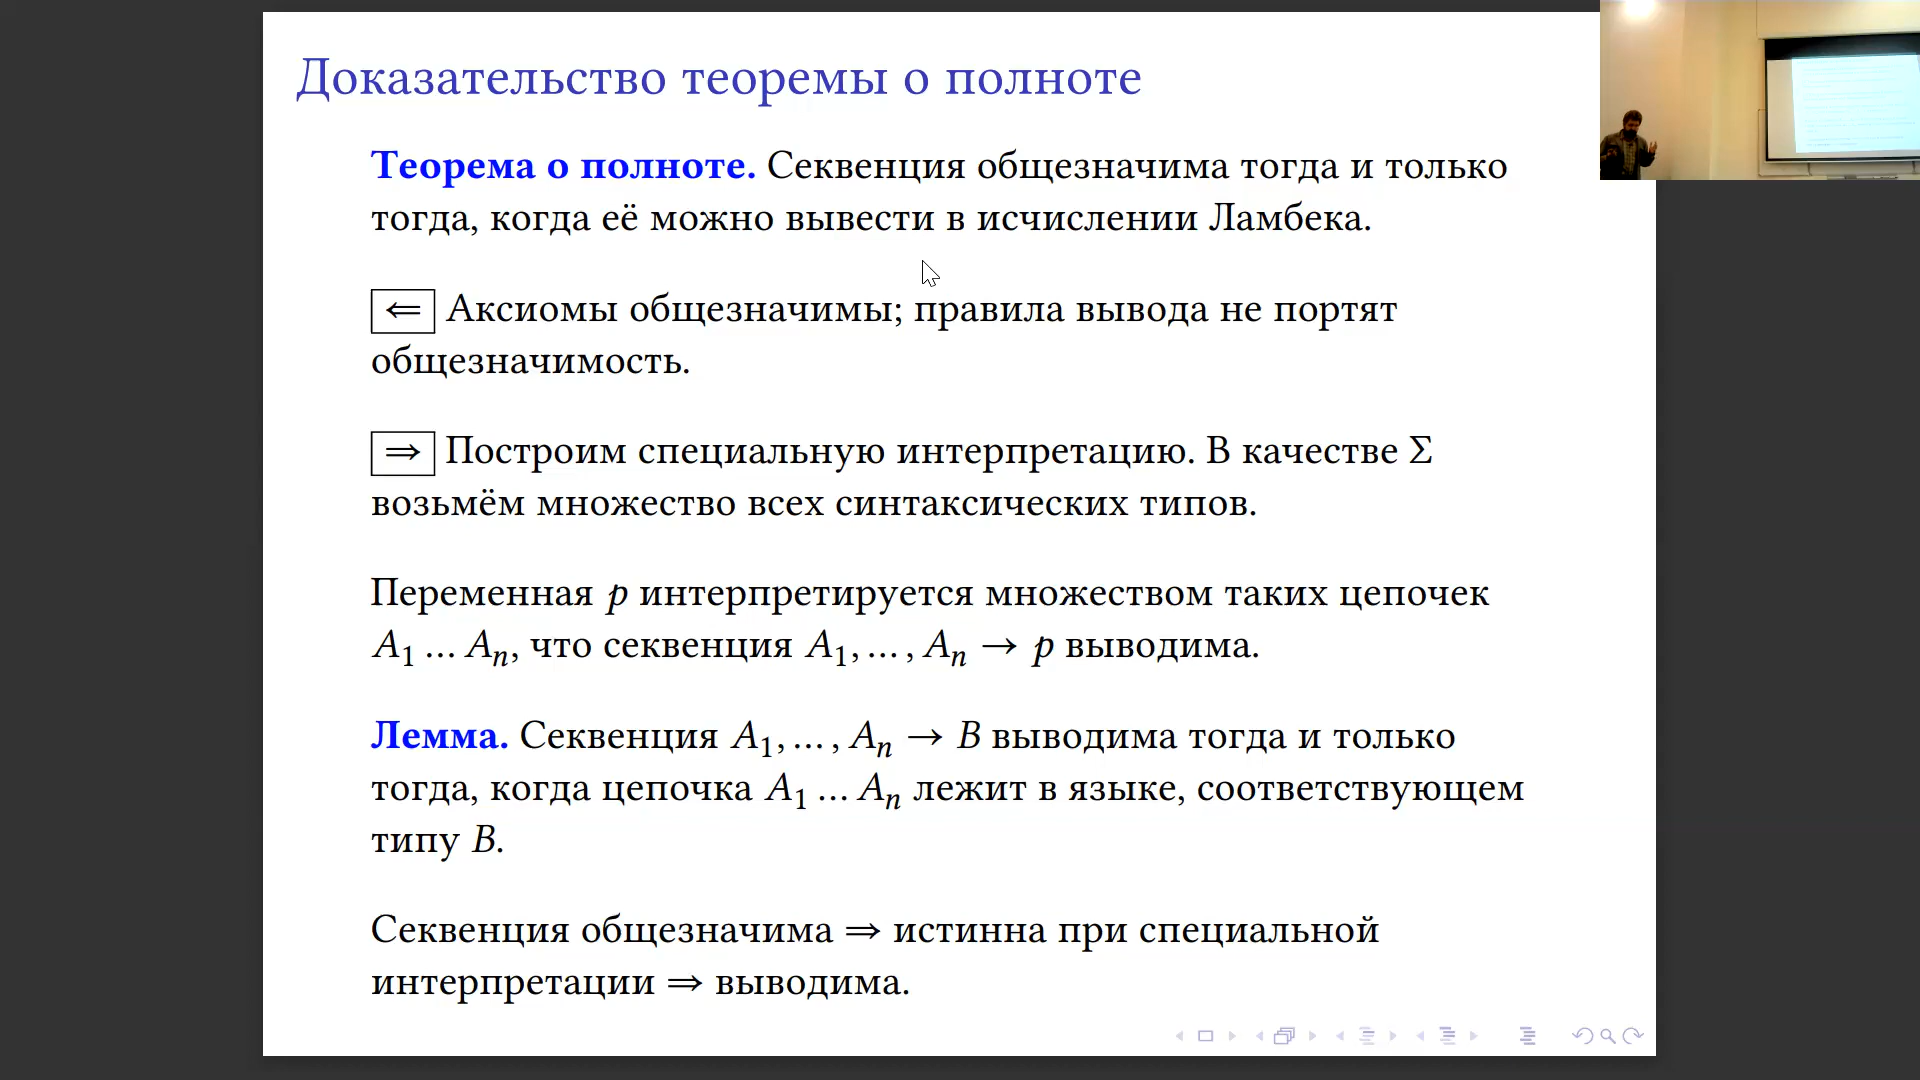 Доказательство теоремы о полноте
Теорема о полноте. Секвенция общезначима тогда и только
тогда, когда её можно вывести в исчислении Ламбека.
⇐ Аксиомы общезначимы; правила вывода не портят
общезначимость.
⇒ Построим специальную интерпретацию. В качестве Σ
возьмём множество всех синтаксических типов.
Переменная p интерпретируется множеством таких цепочек
A₁ … Aₙ, что секвенция A₁, … , Aₙ → p выводима.
Лемма. Секвенция A₁, … , Aₙ → B выводима тогда и только
тогда, когда цепочка A₁ … Aₙ лежит в языке, соответствующем
типу B.
Секвенция общезначима ⇒ истинна при специальной
интерпретации ⇒ выводима.